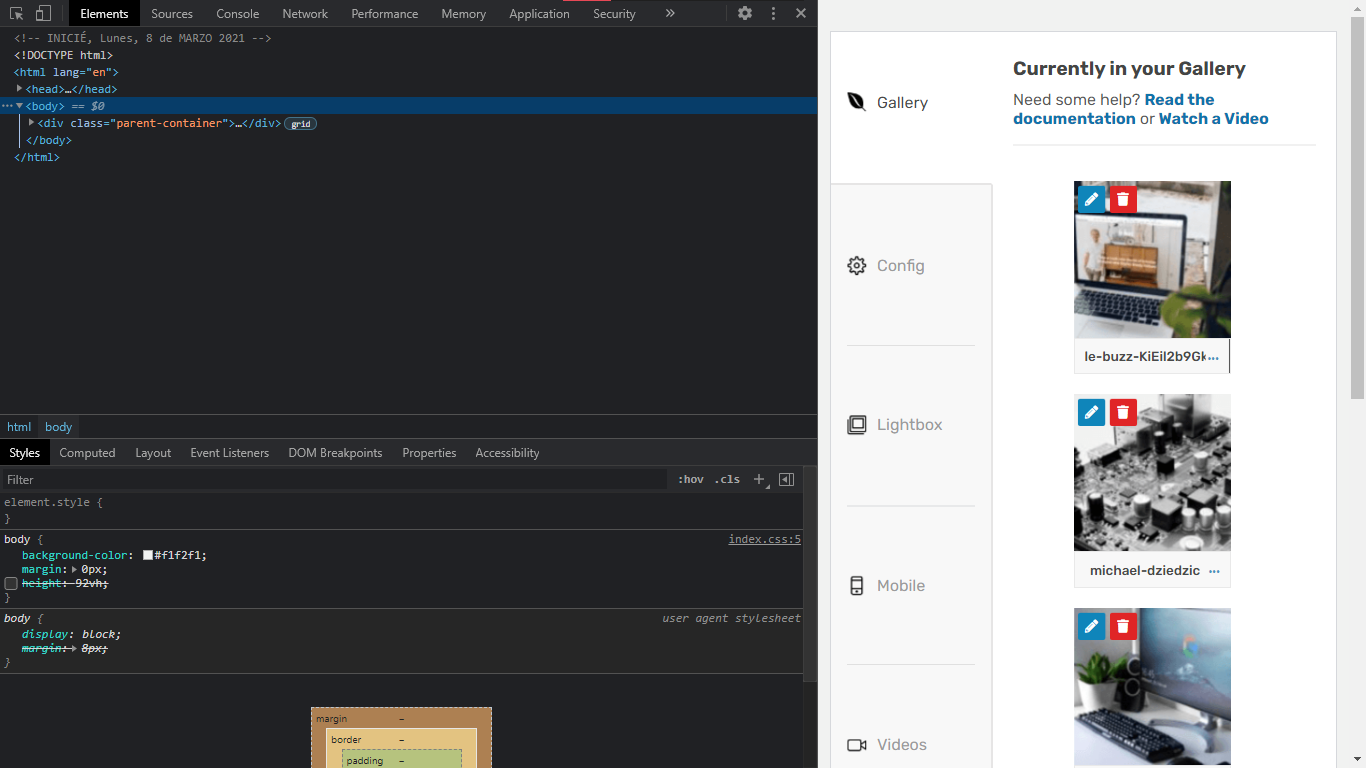 Elements Sources Console Network Performance Memory Application Security »
<!-- INICIÉ, Lunes, 8 de MARZO 2021 -->
<!DOCTYPE html>
<html lang="en">
<head>…</head>
<body> == $0
<div class="parent-container">…</div> grid
</body>
</html>
html body
Styles Computed Layout Event Listeners DOM Breakpoints Properties Accessibility
Filter :hov .cls +
element.style {
}
body { index.css:5
background-color: #f1f2f1;
margin: 0px;
height: 92vh;
}
body { user agent stylesheet
display: block;
margin: 8px;
}
margin –
border –
padding –
Gallery
Config
Lightbox
Mobile
Videos
Currently in your Gallery
Need some help? Read the
documentation or Watch a Video
le-buzz-KiEiI2b9Gk...
michael-dziedzic ...